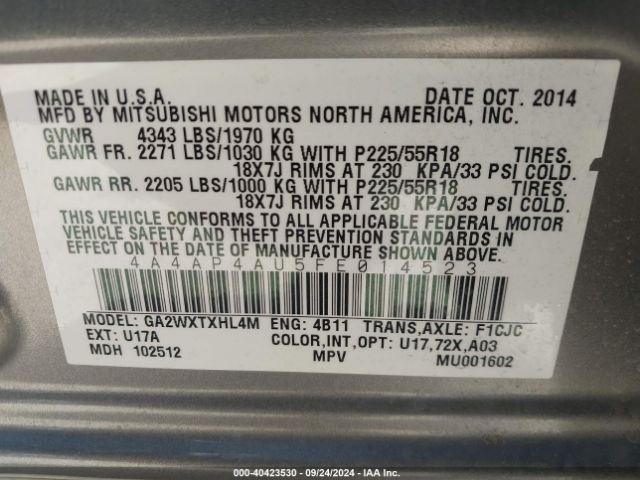 MADE IN U.S.A. DATE OCT. 2014
MFD BY MITSUBISHI MOTORS NORTH AMERICA, INC.
GVWR 4343 LBS/1970 KG
GAWR FR. 2271 LBS/1030 KG WITH P225/55R18 TIRES.
18X7J RIMS AT 230 KPA/33 PSI COLD.
GAWR RR. 2205 LBS/1000 KG WITH P225/55R18 TIRES.
18X7J RIMS AT 230 KPA/33 PSI COLD.
THIS VEHICLE CONFORMS TO ALL APPLICABLE FEDERAL MOTOR
VEHICLE SAFETY AND THEFT PREVENTION STANDARDS IN
EFFECT ON THE DATE OF MANUFACTURE SHOWN ABOVE.
4A4AP4AU5FE014523
MODEL: GA2WXTXHL4M ENG: 4B11 TRANS,AXLE: F1CJC
EXT: U17A COLOR,INT,OPT: U17,72X,A03
MDH 102512 MPV MU001602
000-40423530 - 09/24/2024 - IAA Inc.